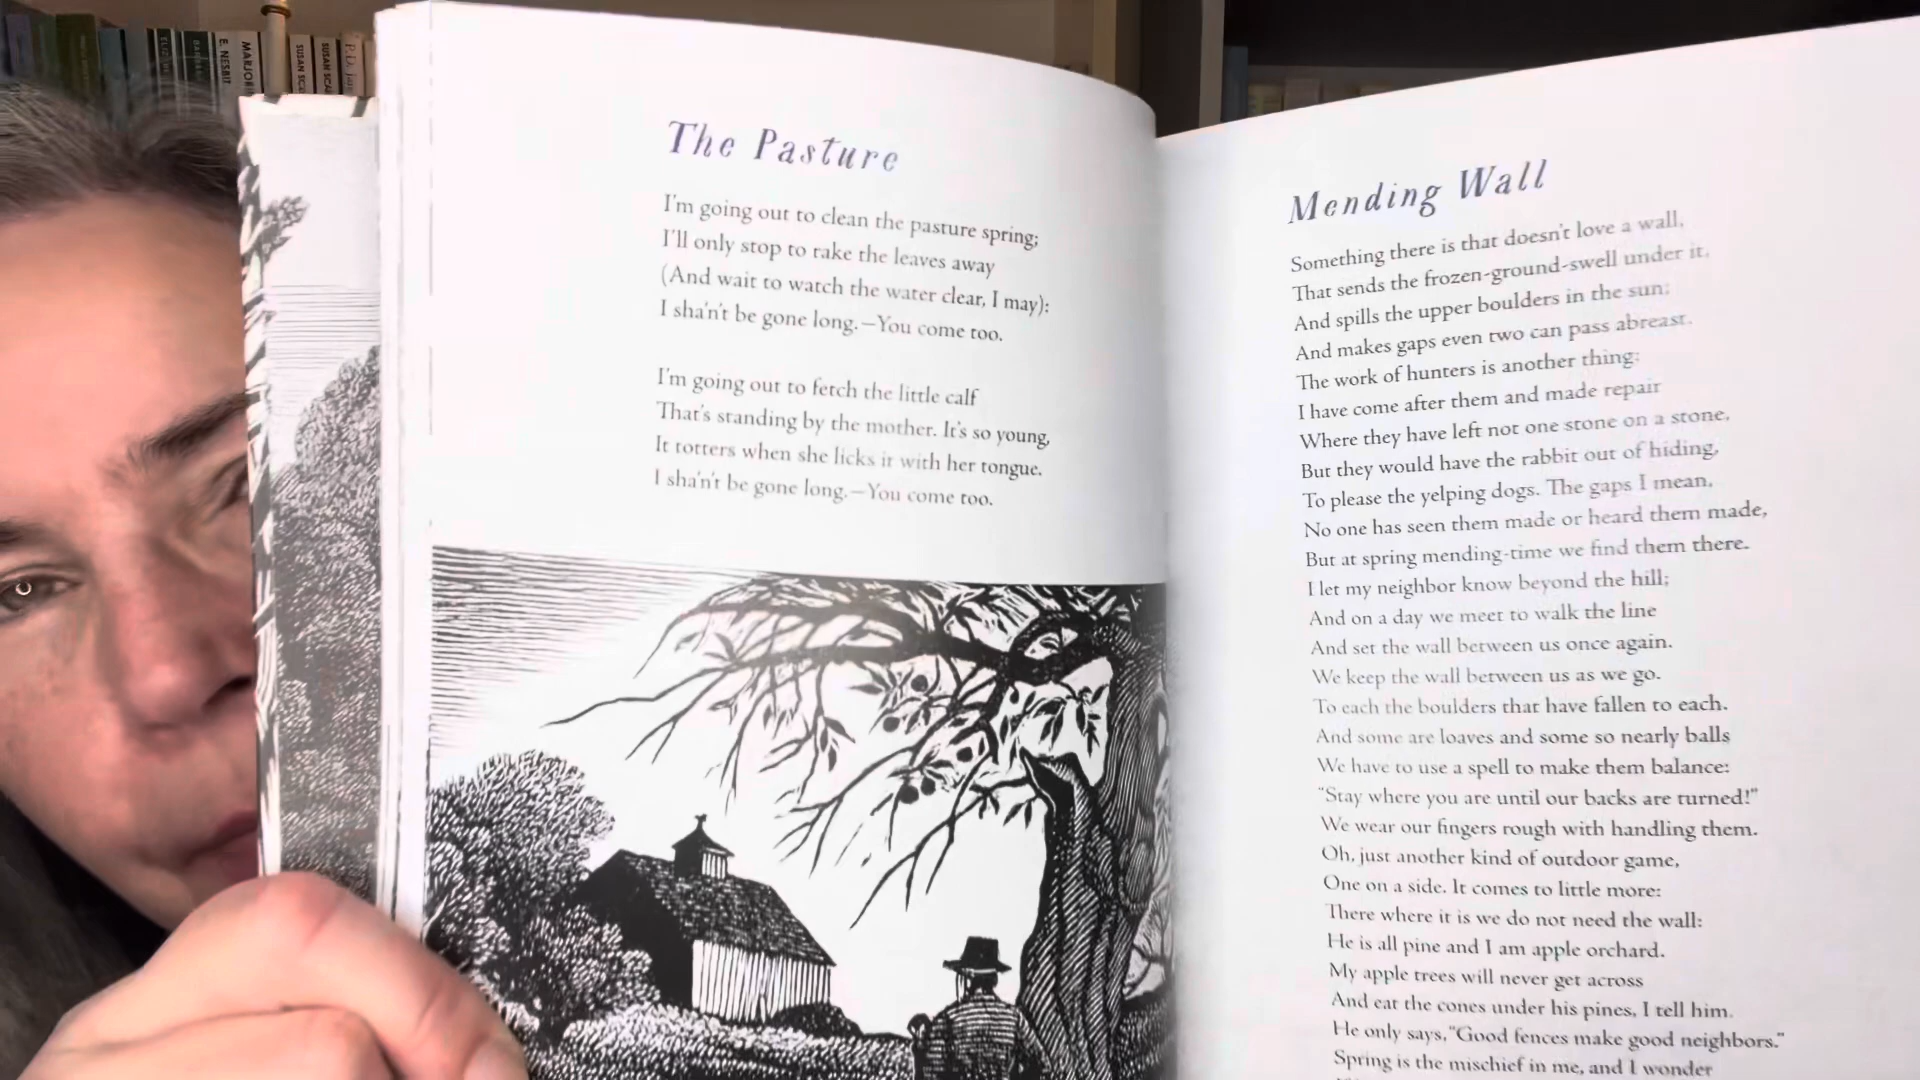 E. NESBIT
MARJOR
SUSAN SCA
SUSAN SCA
P.D. Jam
The Pasture
I'm going out to clean the pasture spring;
I'll only stop to rake the leaves away
(And wait to watch the water clear, I may):
I sha'n't be gone long.—You come too.
I'm going out to fetch the little calf
That's standing by the mother. It's so young,
It totters when she licks it with her tongue.
I sha'n't be gone long.—You come too.
Mending Wall
Something there is that doesn't love a wall,
That sends the frozen-ground-swell under it,
And spills the upper boulders in the sun;
And makes gaps even two can pass abreast.
The work of hunters is another thing:
I have come after them and made repair
Where they have left not one stone on a stone,
But they would have the rabbit out of hiding,
To please the yelping dogs. The gaps I mean,
No one has seen them made or heard them made,
But at spring mending-time we find them there.
I let my neighbor know beyond the hill;
And on a day we meet to walk the line
And set the wall between us once again.
We keep the wall between us as we go.
To each the boulders that have fallen to each.
And some are loaves and some so nearly balls
We have to use a spell to make them balance:
"Stay where you are until our backs are turned!"
We wear our fingers rough with handling them.
Oh, just another kind of outdoor game,
One on a side. It comes to little more:
There where it is we do not need the wall:
He is all pine and I am apple orchard.
My apple trees will never get across
And eat the cones under his pines, I tell him.
He only says, "Good fences make good neighbors."
Spring is the mischief in me, and I wonder